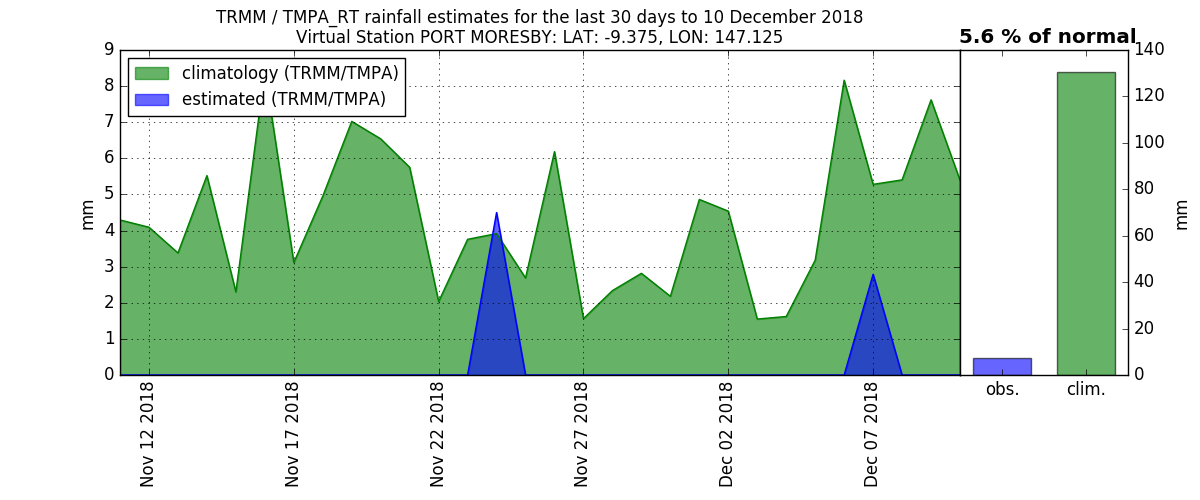 TRMM / TMPA_RT rainfall estimates for the last 30 days to 10 December 2018
Virtual Station PORT MORESBY: LAT: -9.375, LON: 147.125
5.6 % of normal
climatology (TRMM/TMPA)
estimated (TRMM/TMPA)
9
8
7
6
5
4
3
2
1
0
mm
Nov 12 2018
Nov 17 2018
Nov 22 2018
Nov 27 2018
Dec 02 2018
Dec 07 2018
140
120
100
80
60
40
20
0
mm
obs.
clim.